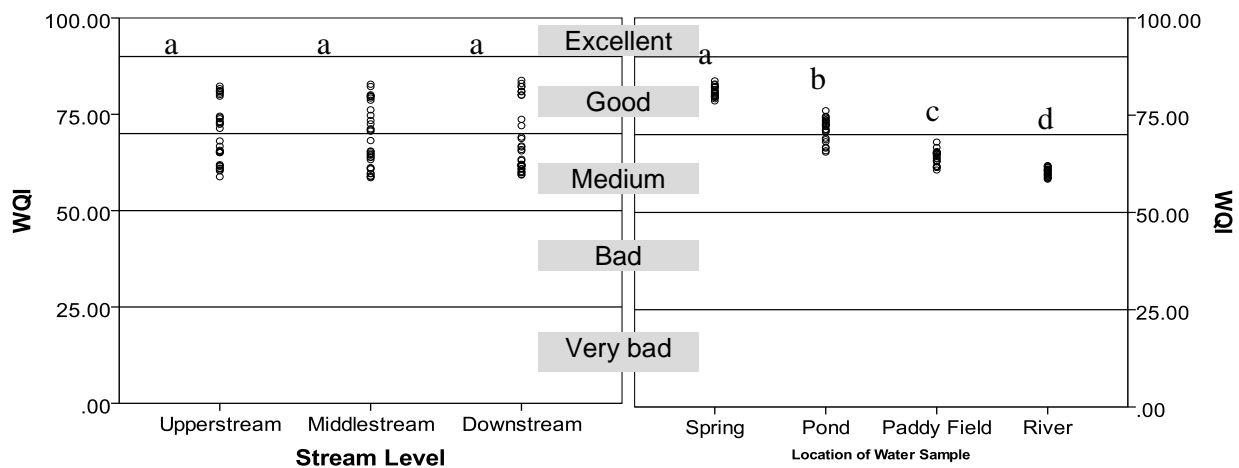 100.00
75.00
50.00
25.00
.00
WQI
a a a
Upperstream Middlestream Downstream
Stream Level
Excellent
Good
Medium
Bad
Very bad
a
b
c
d
Spring Pond Paddy Field River
Location of Water Sample
100.00
75.00
50.00
25.00
.00
WQI